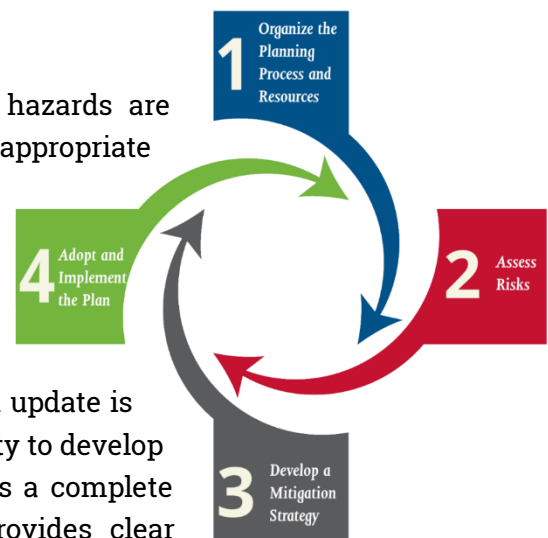 hazards are
appropriate
update is
ty to develop
s a complete
rovides clear
1
Organize the
Planning
Process and
Resources
2
Assess
Risks
3
Develop a
Mitigation
Strategy
4
Adopt and
Implement
the Plan